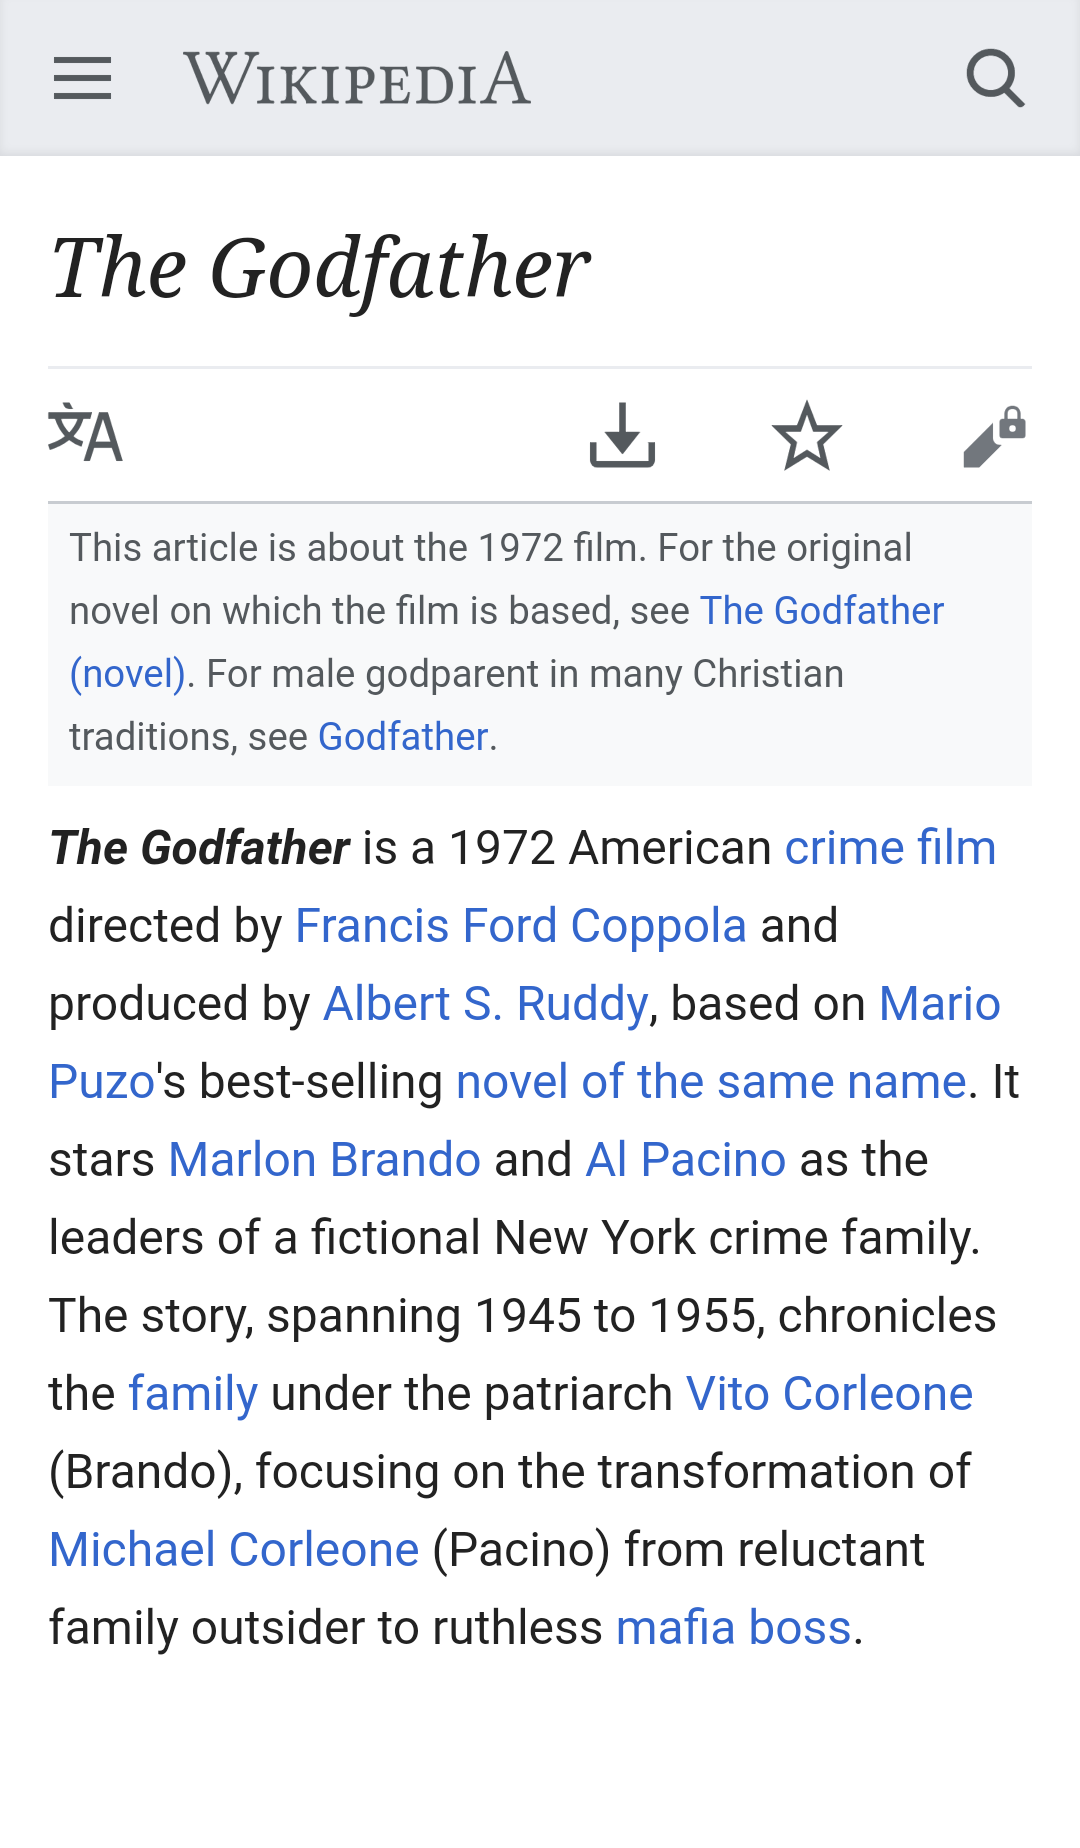 WIKIPEDIA
The Godfather
文A
This article is about the 1972 film. For the original
novel on which the film is based, see The Godfather
(novel). For male godparent in many Christian
traditions, see Godfather.
The Godfather is a 1972 American crime film
directed by Francis Ford Coppola and
produced by Albert S. Ruddy, based on Mario
Puzo's best-selling novel of the same name. It
stars Marlon Brando and Al Pacino as the
leaders of a fictional New York crime family.
The story, spanning 1945 to 1955, chronicles
the family under the patriarch Vito Corleone
(Brando), focusing on the transformation of
Michael Corleone (Pacino) from reluctant
family outsider to ruthless mafia boss.